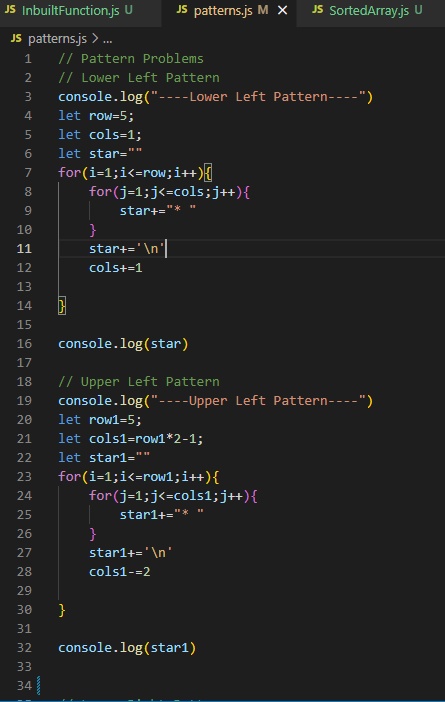 JS InbuiltFunction.js U JS patterns.js M × JS SortedArray.js U
JS patterns.js > ...
1 // Pattern Problems
2 // Lower Left Pattern
3 console.log("----Lower Left Pattern----")
4 let row=5;
5 let cols=1;
6 let star=""
7 for(i=1;i<=row;i++){
8 for(j=1;j<=cols;j++){
9 star+="* "
10 }
11 star+='\n'
12 cols+=1
13
14 }
15
16 console.log(star)
17
18 // Upper Left Pattern
19 console.log("----Upper Left Pattern----")
20 let row1=5;
21 let cols1=row1*2-1;
22 let star1=""
23 for(i=1;i<=row1;i++){
24 for(j=1;j<=cols1;j++){
25 star1+="* "
26 }
27 star1+='\n'
28 cols1-=2
29
30 }
31
32 console.log(star1)
33
34